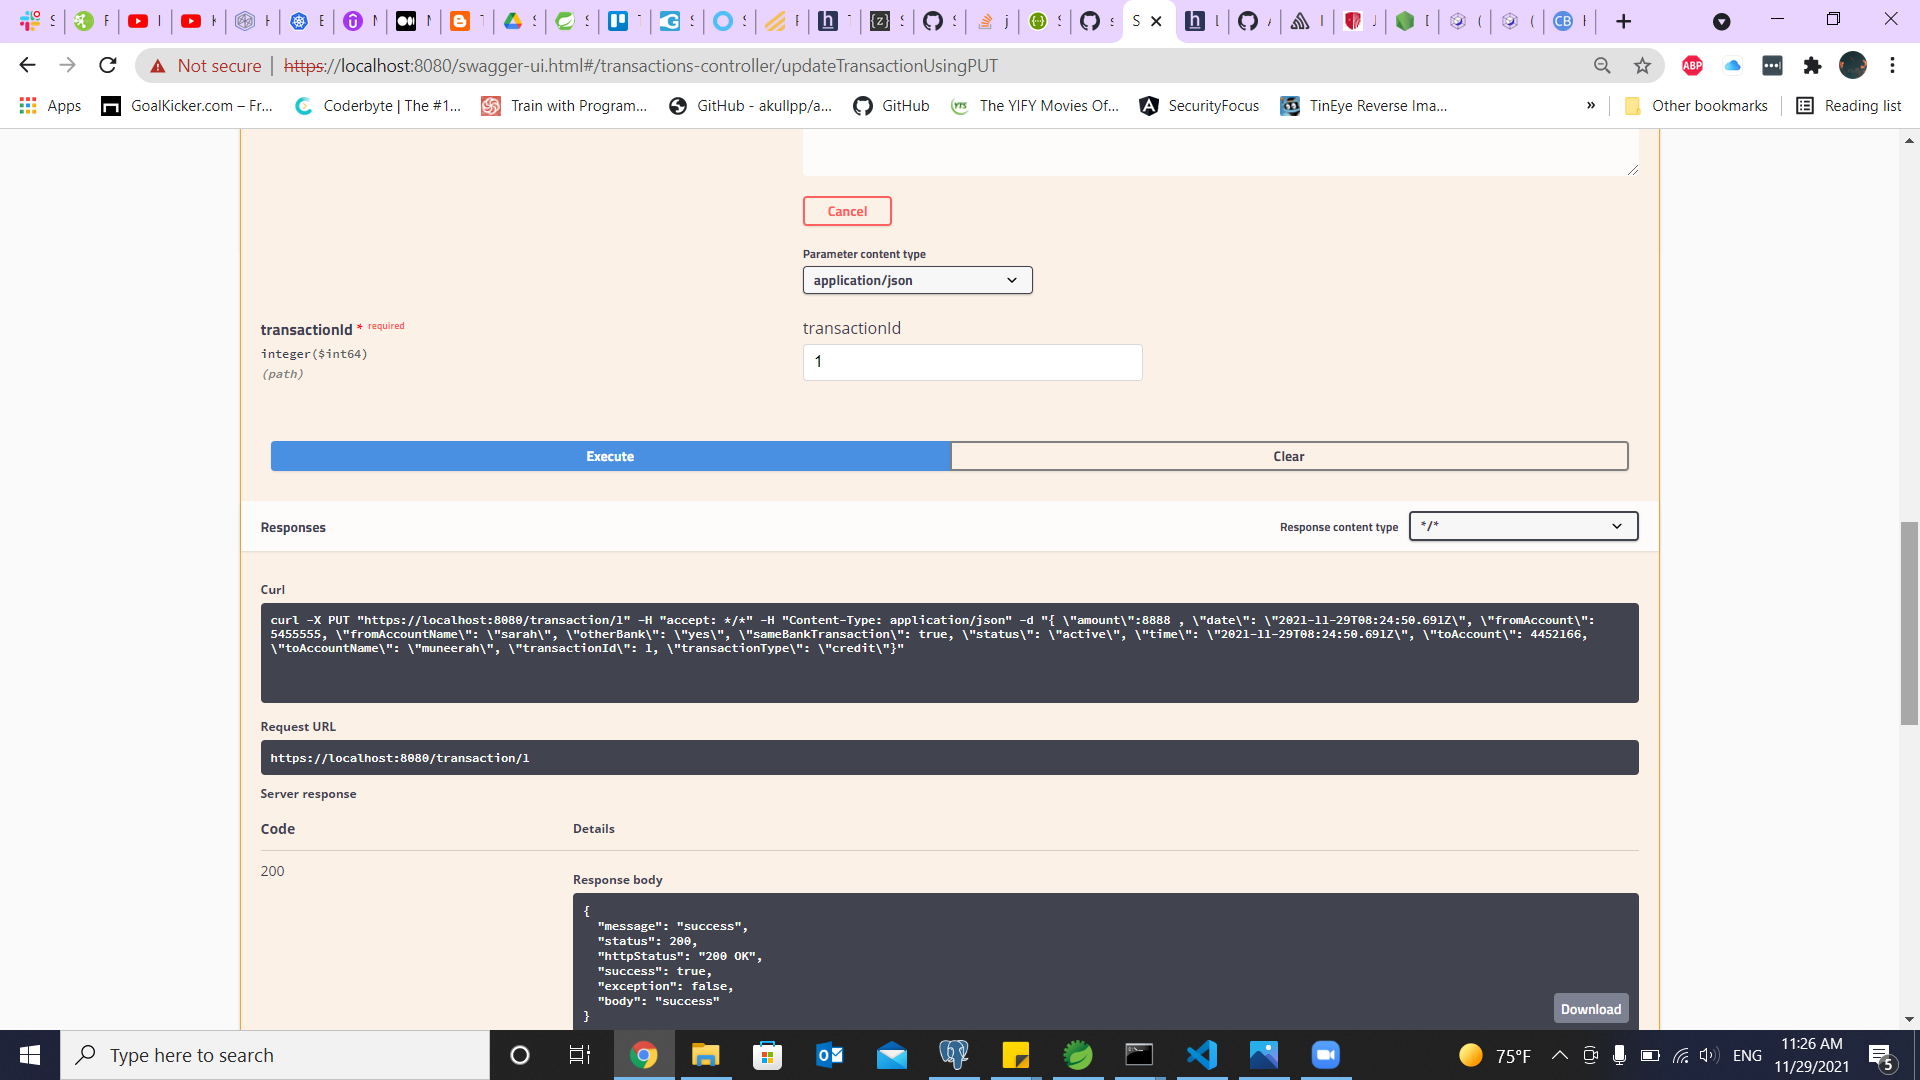 Not secure | https://localhost:8080/swagger-ui.html#/transactions-controller/updateTransactionUsingPUT
ABP
Apps
GoalKicker.com – Fr...
Coderbyte | The #1...
Train with Program...
GitHub - akullpp/a...
GitHub
The YIFY Movies Of...
SecurityFocus
TinEye Reverse Ima...
»
Other bookmarks
Reading list
Cancel
Parameter content type
application/json
transactionId * required
integer($int64)
(path)
transactionId
1
Execute
Clear
Responses
Response content type
*/*
Curl
curl -X PUT "https://localhost:8080/transaction/1" -H "accept: */*" -H "Content-Type: application/json" -d "{ \"amount\":8888 , \"date\": \"2021-11-29T08:24:50.691Z\", \"fromAccount\":
5455555, \"fromAccountName\": \"sarah\", \"otherBank\": \"yes\", \"sameBankTransaction\": true, \"status\": \"active\", \"time\": \"2021-11-29T08:24:50.691Z\", \"toAccount\": 4452166,
\"toAccountName\": \"muneerah\", \"transactionId\": 1, \"transactionType\": \"credit\"}"
Request URL
https://localhost:8080/transaction/1
Server response
Code
Details
200
Response body
{
"message": "success",
"status": 200,
"httpStatus": "200 OK",
"success": true,
"exception": false,
"body": "success"
}
Download
Type here to search
75°F
ENG
11:26 AM
11/29/2021
5